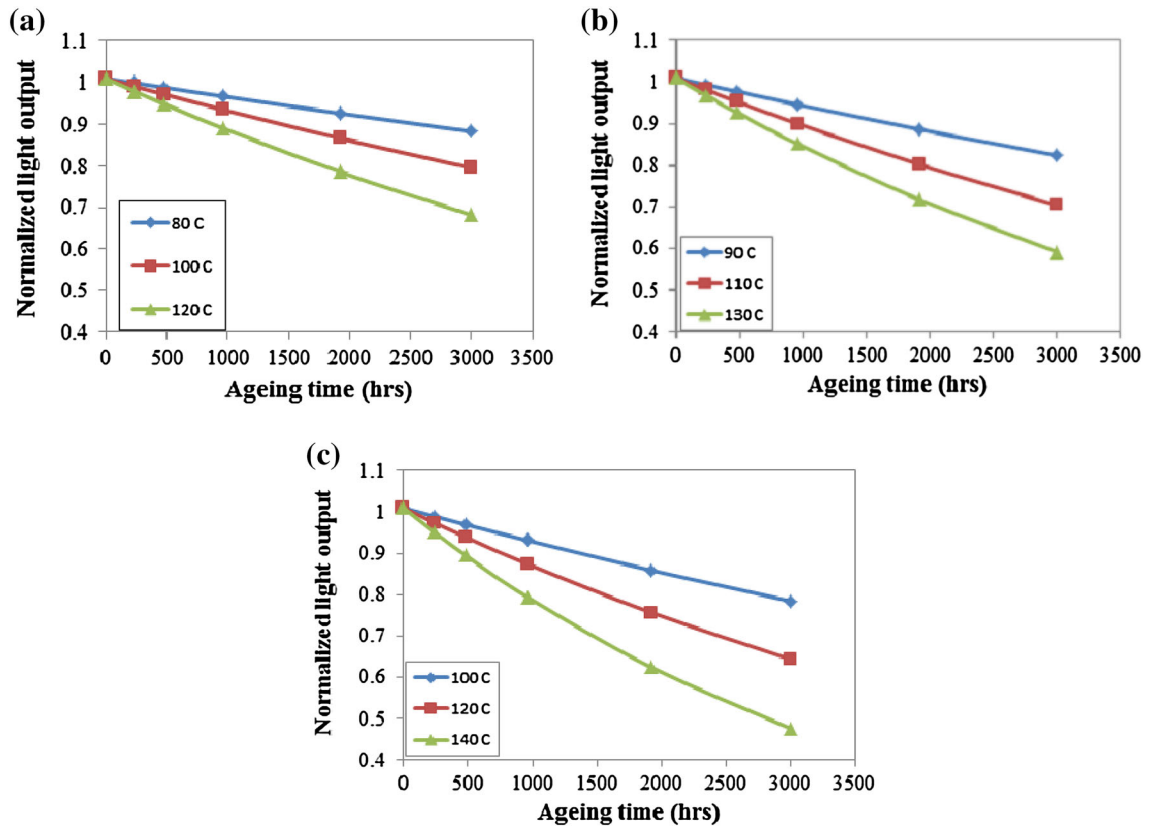 (a)
1.1
1
0.9
0.8
0.7
0.6
0.5
0.4
Normalized light output
80 C
100 C
120 C
0 500 1000 1500 2000 2500 3000 3500
Ageing time (hrs)
(b)
1.1
1
0.9
0.8
0.7
0.6
0.5
0.4
Normalized light output
90 C
110 C
130 C
0 500 1000 1500 2000 2500 3000 3500
Ageing time (hrs)
(c)
1.1
1
0.9
0.8
0.7
0.6
0.5
0.4
Normalized light output
100 C
120 C
140 C
0 500 1000 1500 2000 2500 3000 3500
Ageing time (hrs)